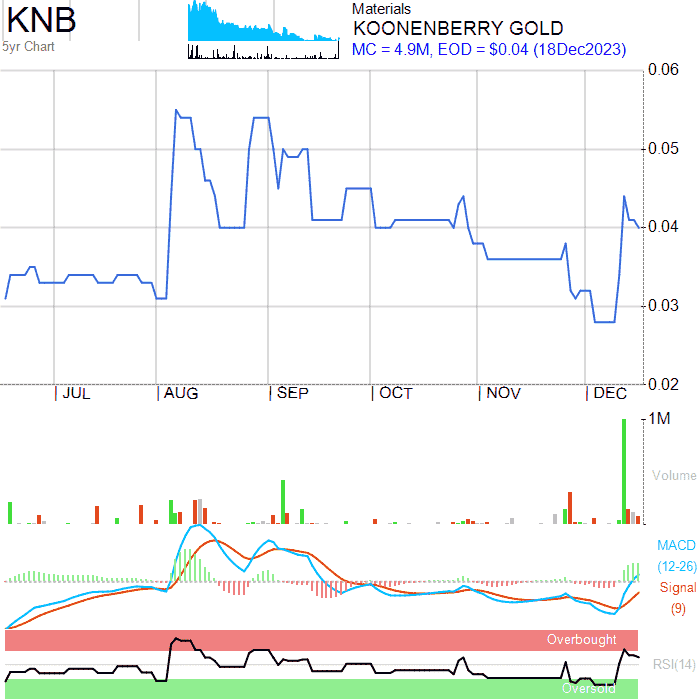 KNB
5yr Chart
Materials
KOONENBERRY GOLD
MC = 4.9M, EOD = $0.04 (18Dec2023)
0.06
0.05
0.04
0.03
0.02
JUL AUG SEP OCT NOV DEC
1M
Volume
MACD
(12-26)
Signal
(9)
Overbought
RSI(14)
Oversold